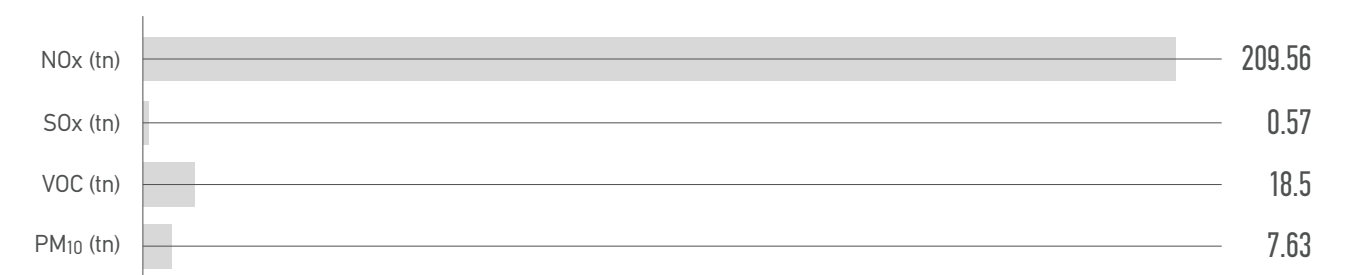 NOx (tn) 209.56
SOx (tn) 0.57
VOC (tn) 18.5
PM10 (tn) 7.63